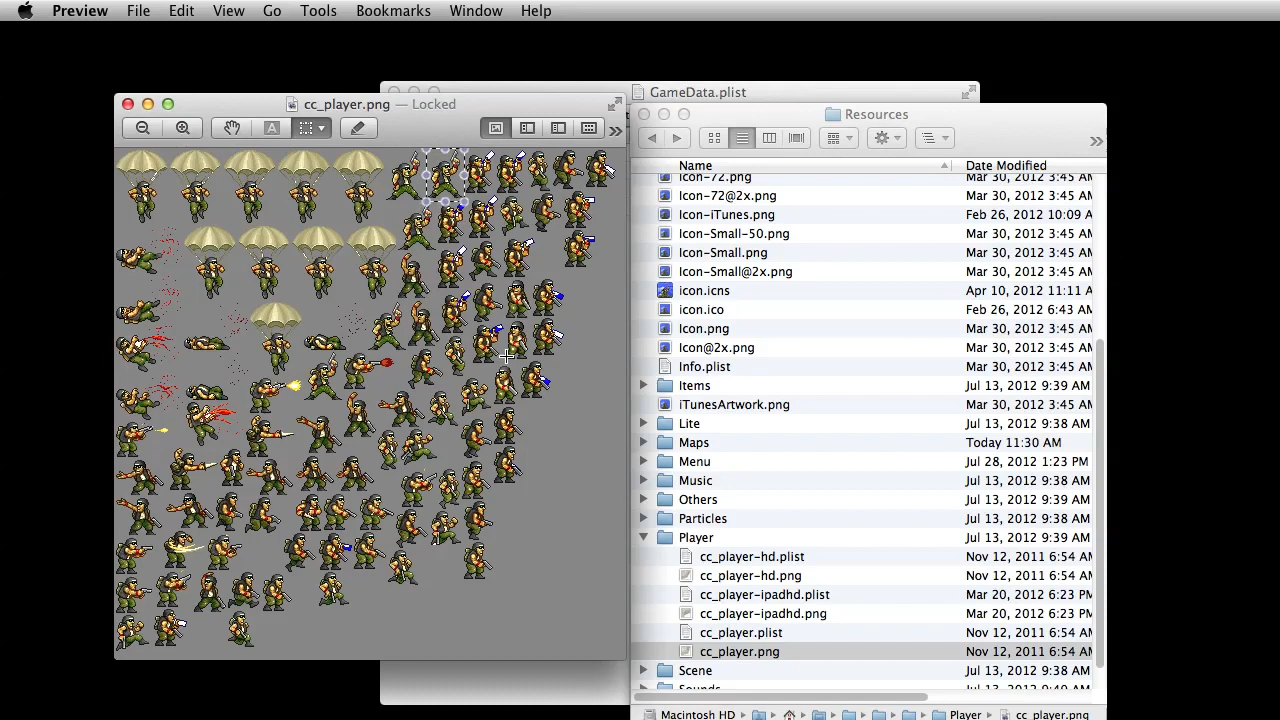 Preview File Edit View Go Tools Bookmarks Window Help
GameData.plist
cc_player.png — Locked
Resources
A
Name Date Modified
Icon-72.png Mar 30, 2012 3:45 AM
Icon-72@2x.png Mar 30, 2012 3:45 AM
Icon-iTunes.png Feb 26, 2012 10:09 A
Icon-Small-50.png Mar 30, 2012 3:45 AM
Icon-Small.png Mar 30, 2012 3:45 AM
Icon-Small@2x.png Mar 30, 2012 3:45 AM
icon.icns Apr 10, 2012 11:11 A
icon.ico Feb 26, 2012 6:43 AM
Icon.png Mar 30, 2012 3:45 AM
Icon@2x.png Mar 30, 2012 3:45 AM
Info.plist Mar 30, 2012 3:45 AM
Items Jul 13, 2012 9:39 AM
iTunesArtwork.png Mar 30, 2012 3:45 AM
Lite Jul 13, 2012 9:38 AM
Maps Today 11:30 AM
Menu Jul 28, 2012 1:23 PM
Music Jul 13, 2012 9:38 AM
Others Jul 13, 2012 9:39 AM
Particles Jul 13, 2012 9:38 AM
Player Jul 13, 2012 9:39 AM
cc_player-hd.plist Nov 12, 2011 6:54 AM
cc_player-hd.png Nov 12, 2011 6:54 AM
cc_player-ipadhd.plist Mar 20, 2012 6:23 PM
cc_player-ipadhd.png Mar 20, 2012 6:23 PM
cc_player.plist Nov 12, 2011 6:54 AM
cc_player.png Nov 12, 2011 6:54 AM
Scene Jul 13, 2012 9:38 AM
Sounds Jul 13, 2012 9:40 AM
Macintosh HD Player cc_player.png